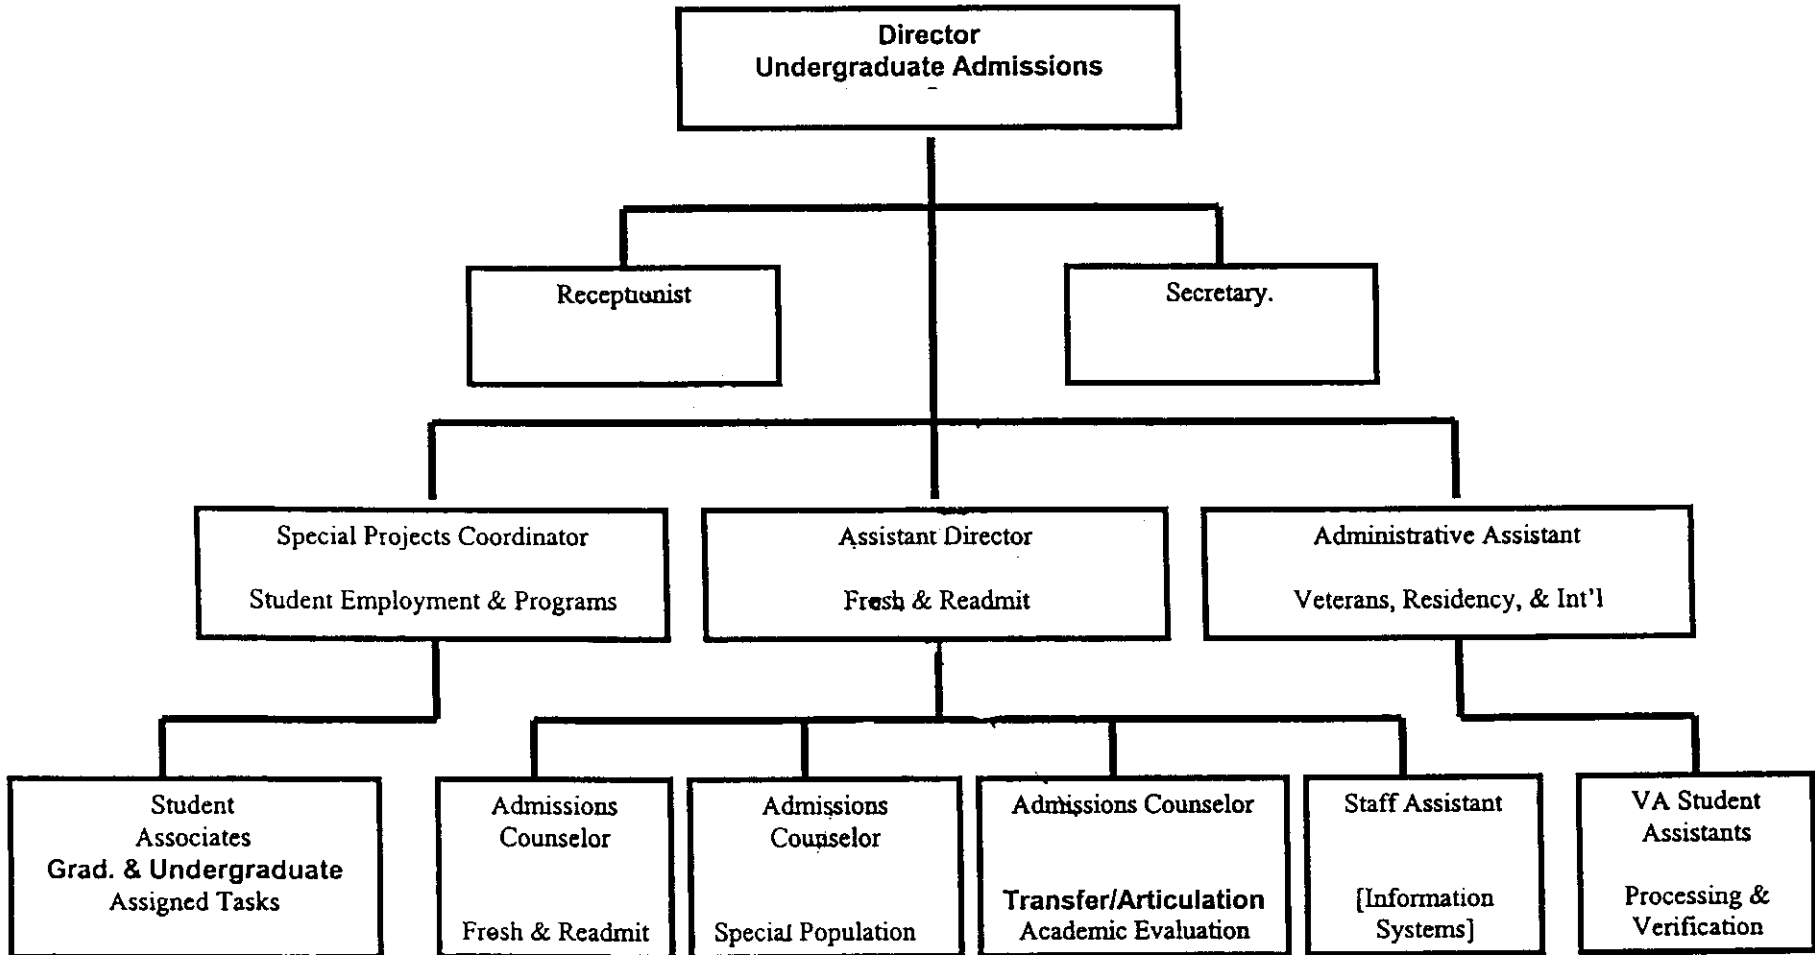 Director
Undergraduate Admissions
Receptionist
Secretary.
Special Projects Coordinator
Student Employment & Programs
Assistant Director
Fresh & Readmit
Administrative Assistant
Veterans, Residency, & Int'l
Student
Associates
Grad. & Undergraduate
Assigned Tasks
Admissions
Counselor
Fresh & Readmit
Admissions
Counselor
Special Population
Admissions Counselor
Transfer/Articulation
Academic Evaluation
Staff Assistant
[Information
Systems]
VA Student
Assistants
Processing &
Verification